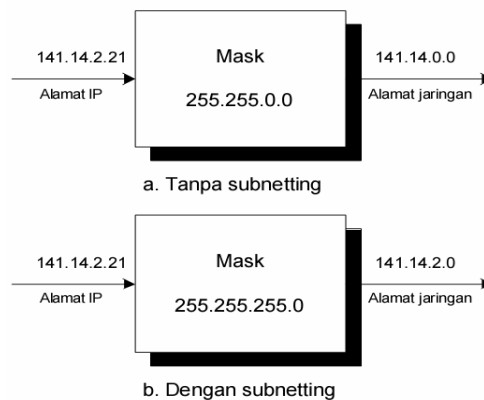 141.14.2.21
Alamat IP
Mask
255.255.0.0
141.14.0.0
Alamat jaringan
a. Tanpa subnetting
141.14.2.21
Alamat IP
Mask
255.255.255.0
141.14.2.0
Alamat jaringan
b. Dengan subnetting